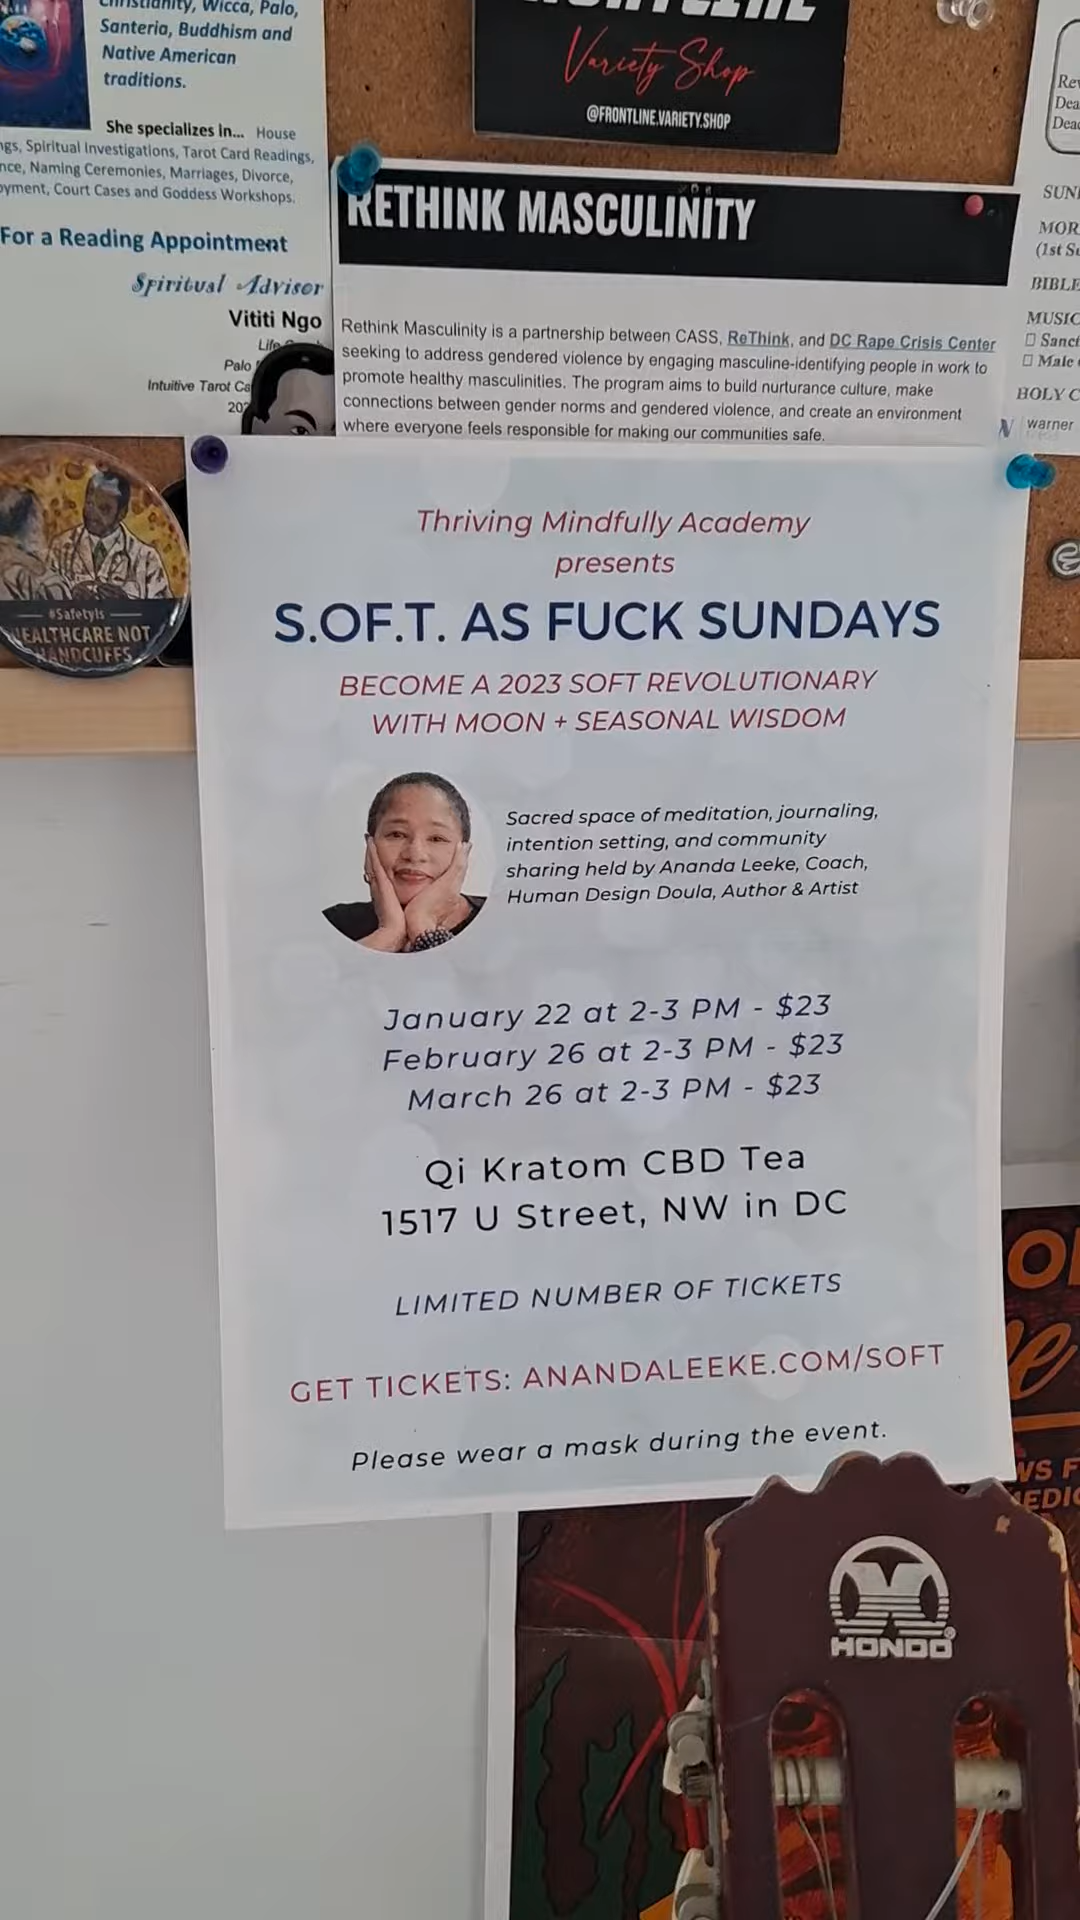 Christianity, Wicca, Palo,
Santeria, Buddhism and
Native American
traditions.
She specializes in... House
Spiritual Investigations, Tarot Card Readings,
Naming Ceremonies, Marriages, Divorce,
Court Cases and Goddess Workshops.
For a Reading Appointment
Spiritual Advisor
Vititi Ngo
Palo
Intuitive Tarot
Variety Shop
@FRONTLINE.VARIETY.SHOP
RETHINK MASCULINITY
Rethink Masculinity is a partnership between CASS, ReThink, and DC Rape Crisis Center
seeking to address gendered violence by engaging masculine-identifying people in work to
promote healthy masculinities. The program aims to build nurturance culture, make
connections between gender norms and gendered violence, and create an environment
where everyone feels responsible for making our communities safe.
(1st
BIBLE
MUSIC
Male
HOLY
warner
#SafetyIs
HEALTHCARE NOT
HANDCUFFS
Thriving Mindfully Academy
presents
S.OF.T. AS FUCK SUNDAYS
BECOME A 2023 SOFT REVOLUTIONARY
WITH MOON + SEASONAL WISDOM
Sacred space of meditation, journaling,
intention setting, and community
sharing held by Ananda Leeke, Coach,
Human Design Doula, Author & Artist
January 22 at 2-3 PM - $23
February 26 at 2-3 PM - $23
March 26 at 2-3 PM - $23
Qi Kratom CBD Tea
1517 U Street, NW in DC
LIMITED NUMBER OF TICKETS
GET TICKETS: ANANDALEEKE.COM/SOFT
Please wear a mask during the event.
HONDO